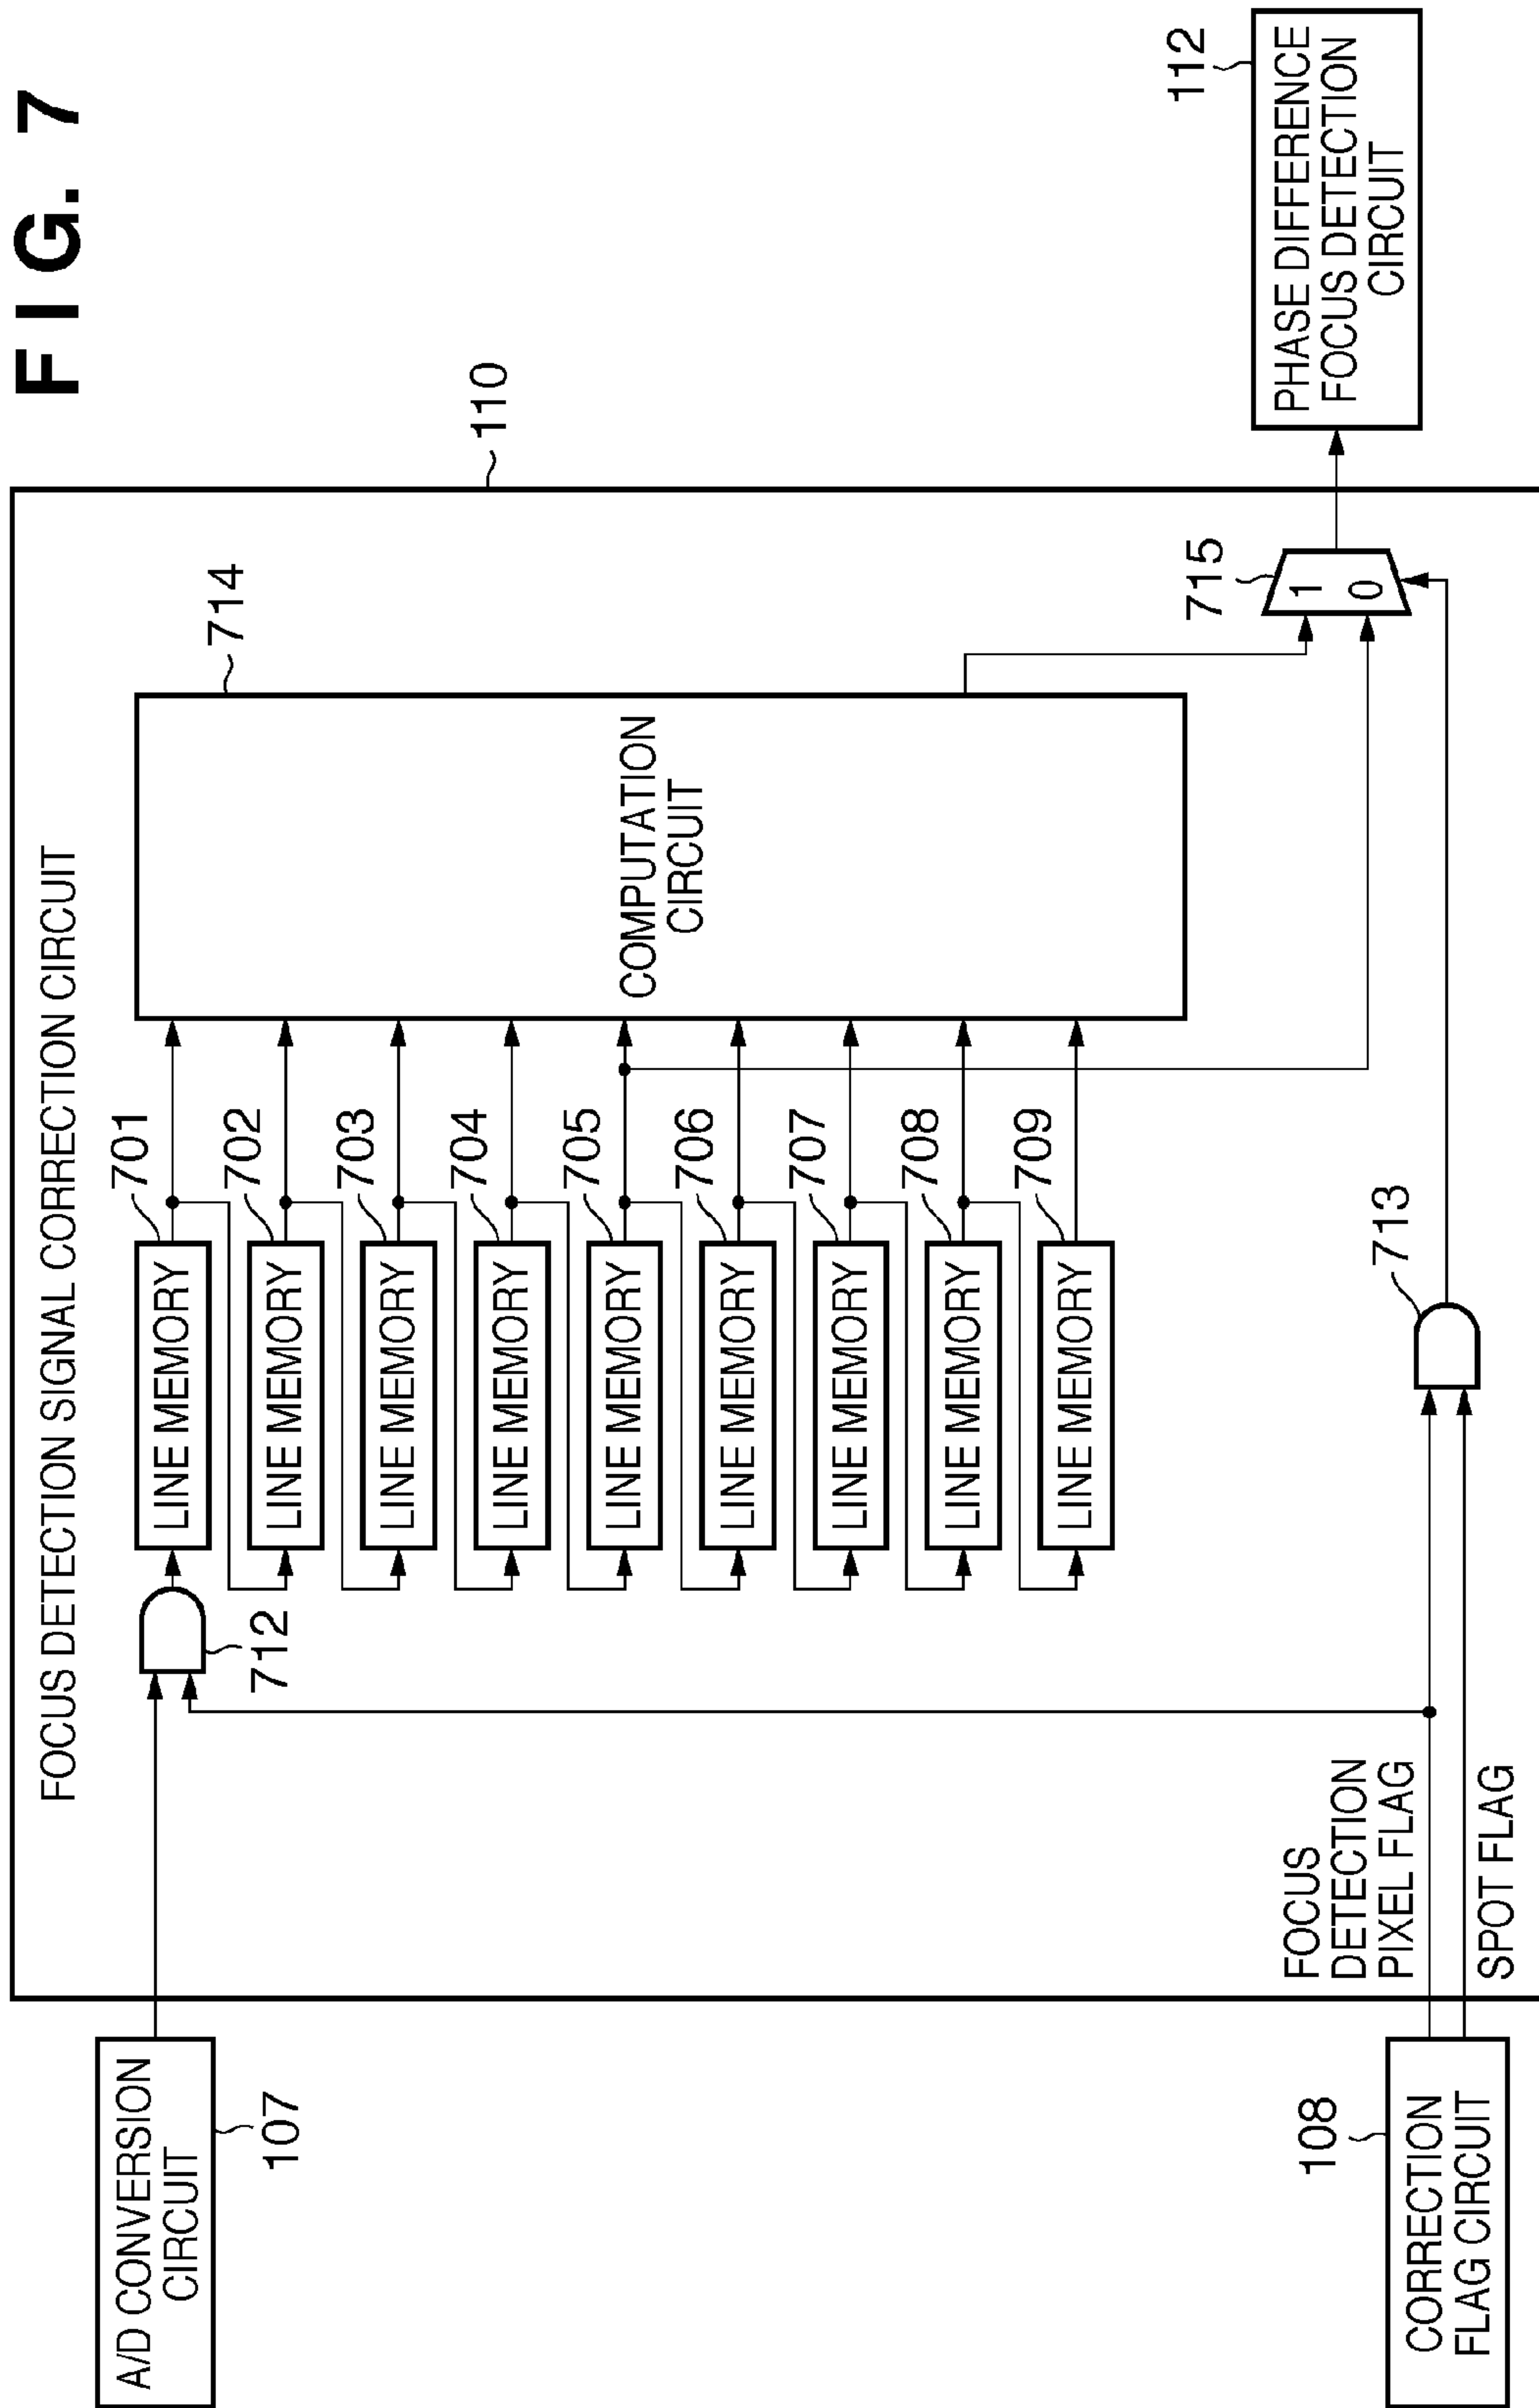 F I G. 7
FOCUS DETECTION SIGNAL CORRECTION CIRCUIT
110
A/D CONVERSION
CIRCUIT
107
712
LINE MEMORY
701
LINE MEMORY
702
LINE MEMORY
703
LINE MEMORY
704
LINE MEMORY
705
LINE MEMORY
706
LINE MEMORY
707
LINE MEMORY
708
LINE MEMORY
709
COMPUTATION
CIRCUIT
714
715
1
0
PHASE DIFFERENCE
FOCUS DETECTION
CIRCUIT
112
713
FOCUS
DETECTION
PIXEL FLAG
SPOT FLAG
108
CORRECTION
FLAG CIRCUIT